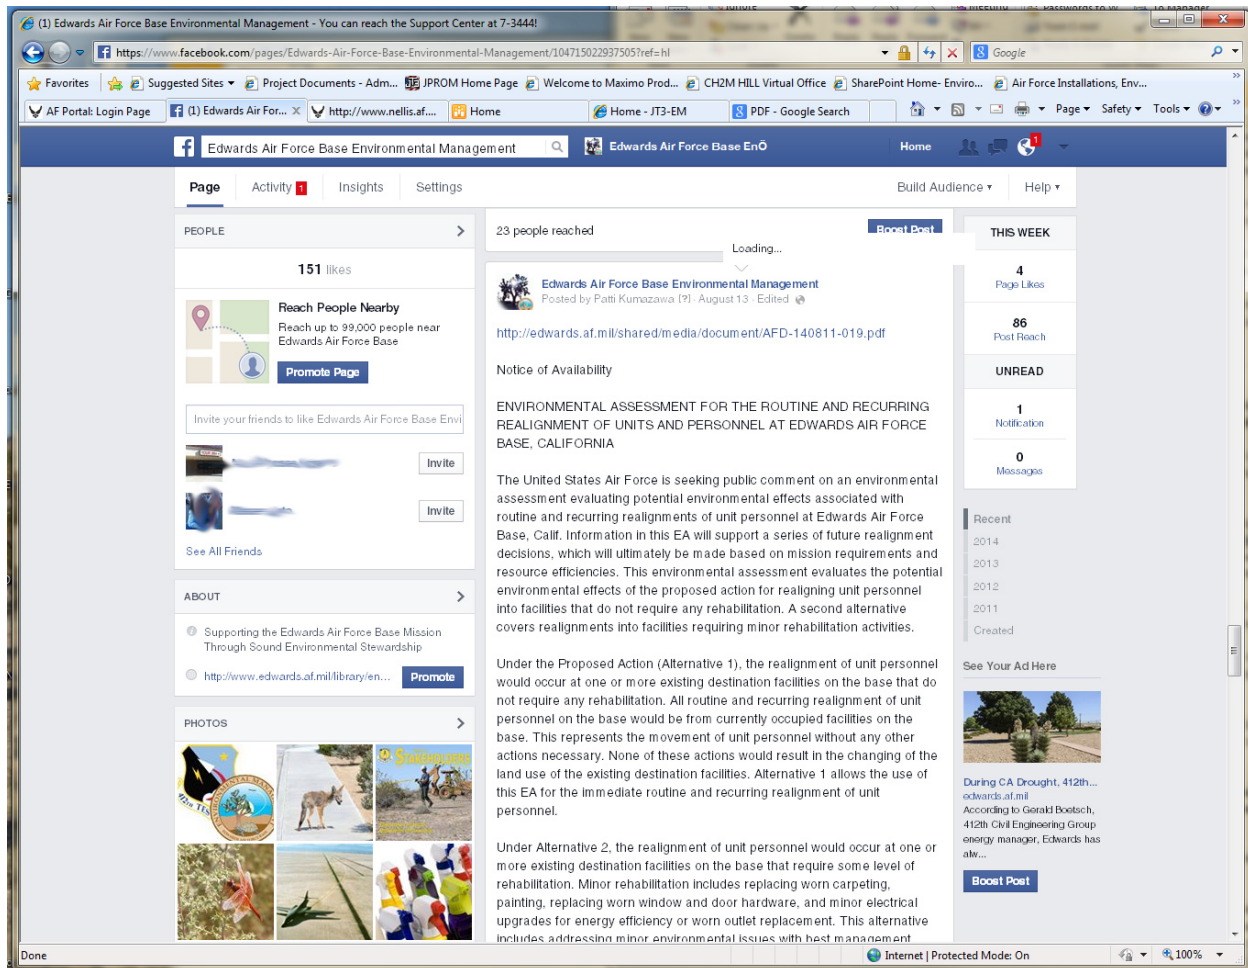 (1) Edwards Air Force Base Environmental Management - You can reach the Support Center at 7-3444!
https://www.facebook.com/pages/Edwards-Air-Force-Base-Environmental-Management/104715022937505?ref=hl
Google
Favorites
Suggested Sites
Project Documents - Adm...
JPROM Home Page
Welcome to Maximo Prod...
CH2M HILL Virtual Office
SharePoint Home- Enviro...
Air Force Installations, Env...
AF Portal: Login Page
(1) Edwards Air For...
http://www.nellis.af....
Home
Home - JT3-EM
PDF - Google Search
Page
Safety
Tools
Edwards Air Force Base Environmental Management
Edwards Air Force Base EnÖ
Home
1
Page
Activity 1
Insights
Settings
Build Audience
Help
PEOPLE
151 likes
Reach People Nearby
Reach up to 99,000 people near
Edwards Air Force Base
Promote Page
Invite your friends to like Edwards Air Force Base Envi
Invite
Invite
See All Friends
ABOUT
Supporting the Edwards Air Force Base Mission
Through Sound Environmental Stewardship
http://www.edwards.af.mil/library/en...
Promote
PHOTOS
23 people reached
Boost Post
Loading...
Edwards Air Force Base Environmental Management
Posted by Patti Kumazawa [?] · August 13 · Edited
http://edwards.af.mil/shared/media/document/AFD-140811-019.pdf
Notice of Availability
ENVIRONMENTAL ASSESSMENT FOR THE ROUTINE AND RECURRING
REALIGNMENT OF UNITS AND PERSONNEL AT EDWARDS AIR FORCE
BASE, CALIFORNIA
The United States Air Force is seeking public comment on an environmental
assessment evaluating potential environmental effects associated with
routine and recurring realignments of unit personnel at Edwards Air Force
Base, Calif. Information in this EA will support a series of future realignment
decisions, which will ultimately be made based on mission requirements and
resource efficiencies. This environmental assessment evaluates the potential
environmental effects of the proposed action for realigning unit personnel
into facilities that do not require any rehabilitation. A second alternative
covers realignments into facilities requiring minor rehabilitation activities.
Under the Proposed Action (Alternative 1), the realignment of unit personnel
would occur at one or more existing destination facilities on the base that do
not require any rehabilitation. All routine and recurring realignment of unit
personnel on the base would be from currently occupied facilities on the
base. This represents the movement of unit personnel without any other
actions necessary. None of these actions would result in the changing of the
land use of the existing destination facilities. Alternative 1 allows the use of
this EA for the immediate routine and recurring realignment of unit
personnel.
Under Alternative 2, the realignment of unit personnel would occur at one or
more existing destination facilities on the base that require some level of
rehabilitation. Minor rehabilitation includes replacing worn carpeting,
painting, replacing worn window and door hardware, and minor electrical
upgrades for energy efficiency or worn outlet replacement. This alternative
includes addressing minor environmental issues with best management
THIS WEEK
4
Page Likes
86
Post Reach
UNREAD
1
Notification
0
Messages
Recent
2014
2013
2012
2011
Created
See Your Ad Here
During CA Drought, 412th...
edwards.af.mil
According to Gerald Boetsch,
412th Civil Engineering Group
energy manager, Edwards has
alw...
Boost Post
Done
Internet | Protected Mode: On
100%